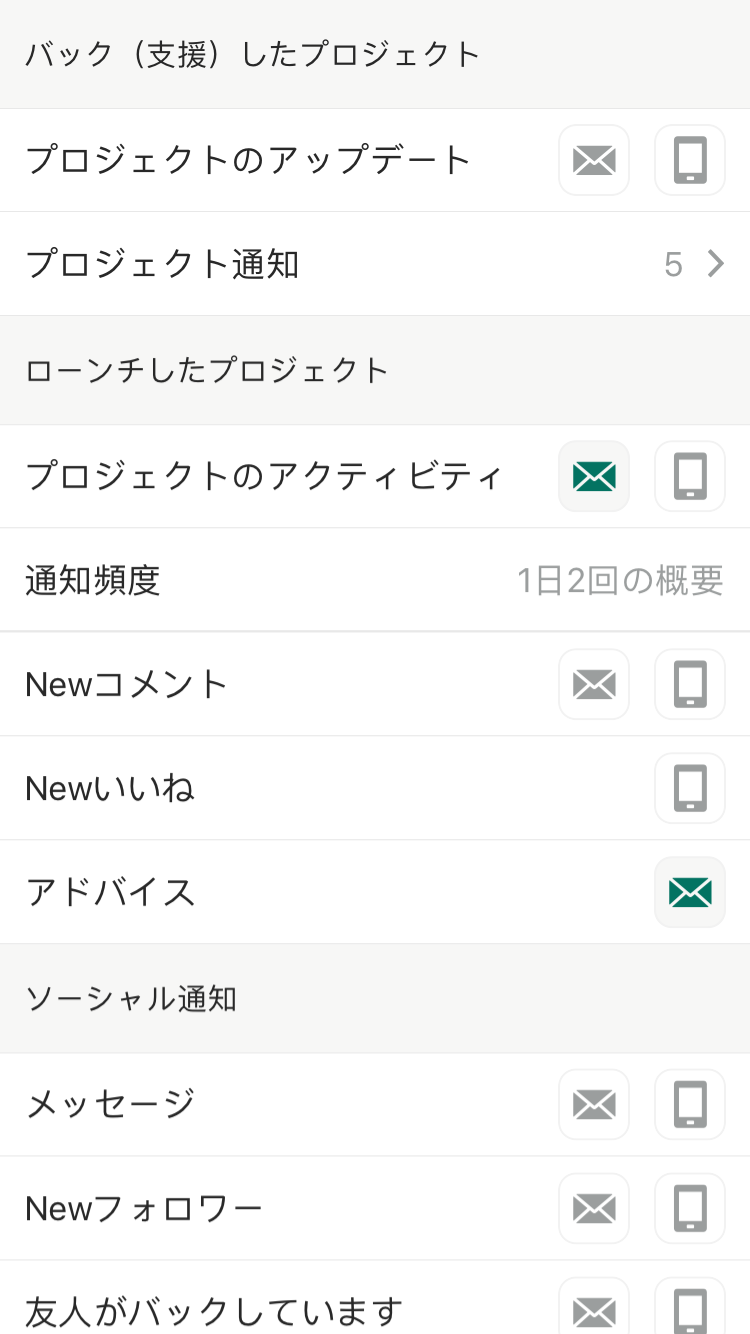 バック（支援）したプロジェクト
プロジェクトのアップデート
プロジェクト通知 5
ローンチしたプロジェクト
プロジェクトのアクティビティ
通知頻度 1日2回の概要
Newコメント
Newいいね
アドバイス
ソーシャル通知
メッセージ
Newフォロワー
友人がバックしています